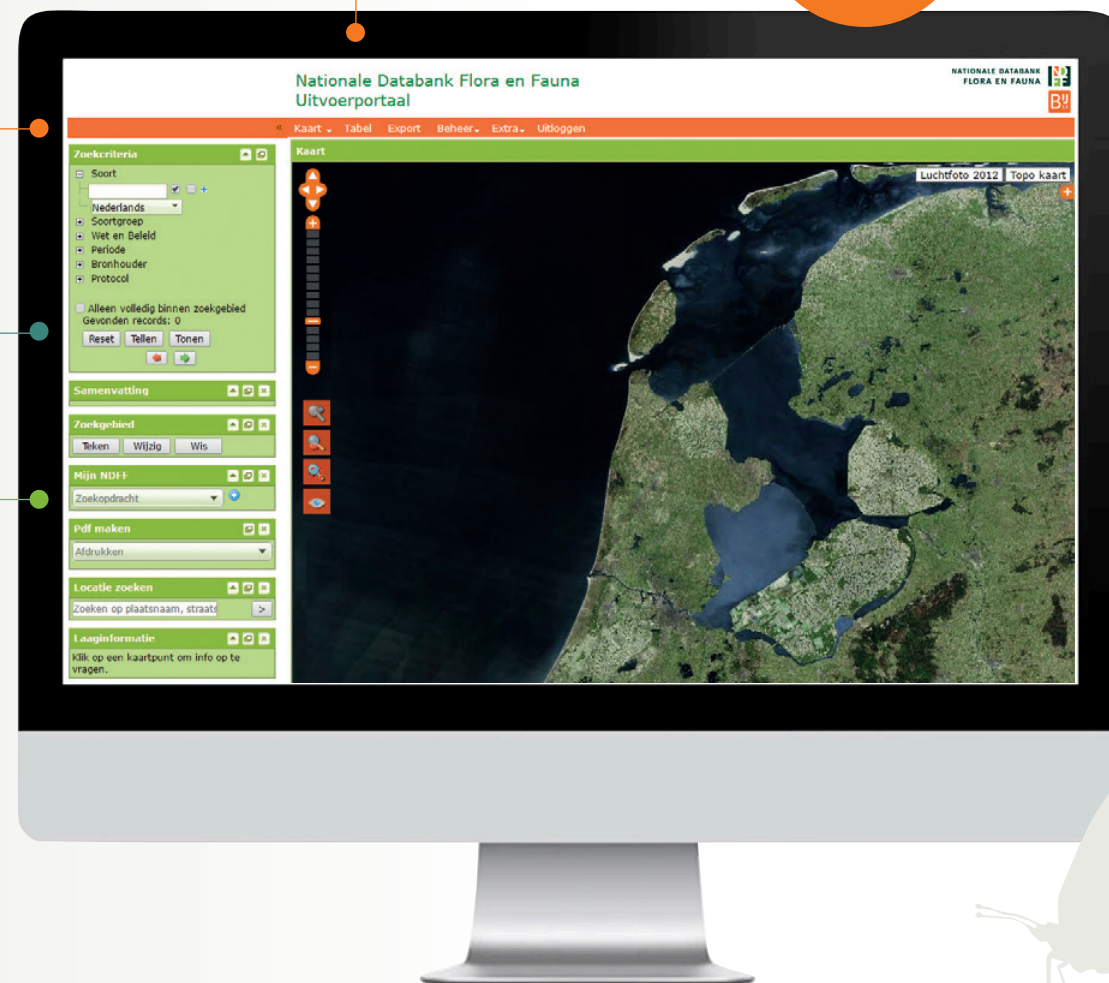 Nationale Databank Flora en Fauna
Uitvoerportaal
NATIONALE DATABANK
FLORA EN FAUNA
ND
FF
BIJ12
« Kaart Tabel Export Beheer Extra Uitloggen
Zoekcriteria
Soort
Nederlands
Soortgroep
Wet en Beleid
Periode
Bronhouder
Protocol
Alleen volledig binnen zoekgebied
Gevonden records: 0
Reset Tellen Tonen
Samenvatting
Zoekgebied
Teken Wijzig Wis
Mijn NDFF
Zoekopdracht
Pdf maken
Afdrukken
Locatie zoeken
Zoeken op plaatsnaam, straat
>
Laaginformatie
Klik op een kaartpunt om info op te
vragen.
Kaart
Luchtfoto 2012 Topo kaart